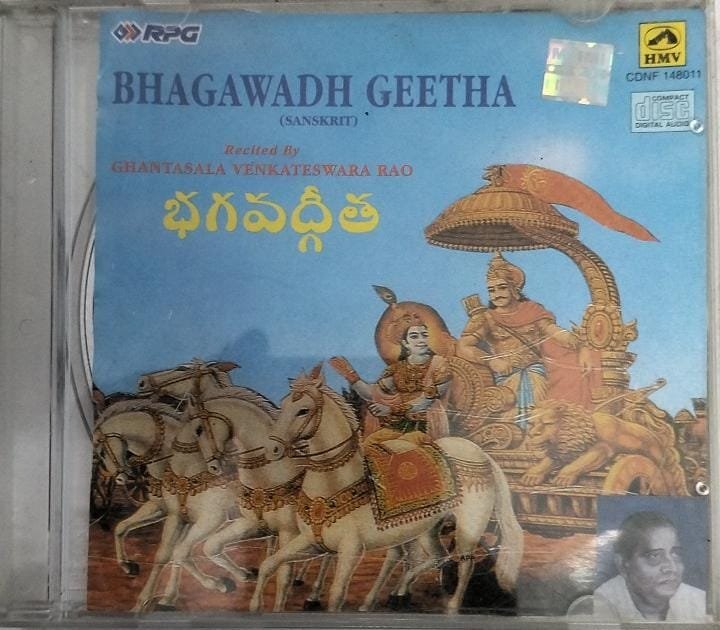 RPG
HMV
CDNF 148011
COMPACT
disc
DIGITAL AUDIO
BHAGAWADH GEETHA
(SANSKRIT)
Recited By
GHANTASALA VENKATESWARA RAO
భగవద్గీత